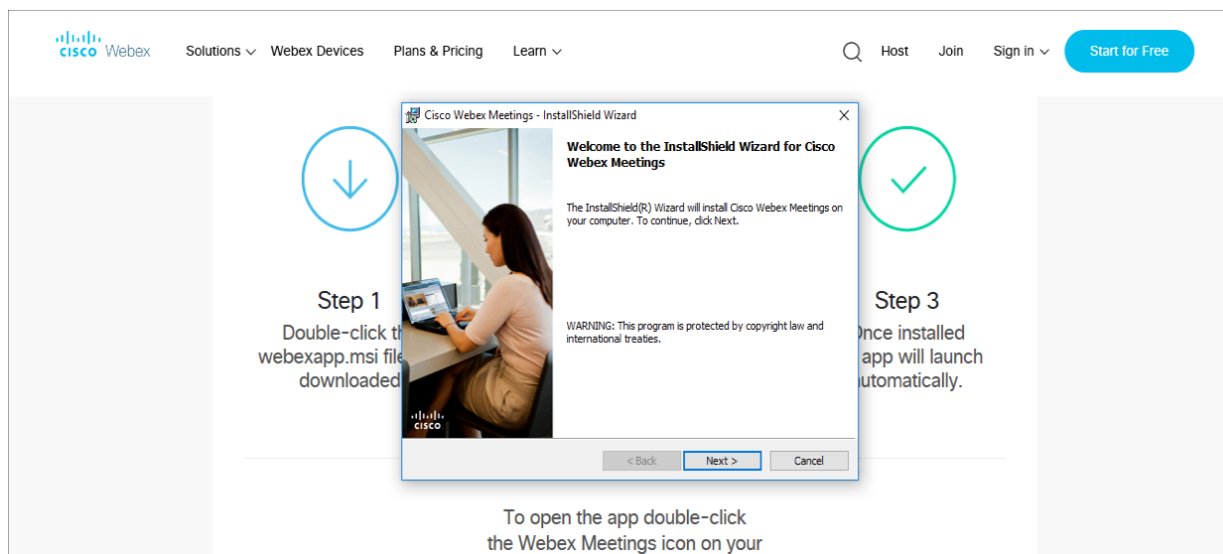 CISCO Webex
Solutions
Webex Devices
Plans & Pricing
Learn
Host
Join
Sign in
Start for Free
Cisco Webex Meetings - InstallShield Wizard
Welcome to the InstallShield Wizard for Cisco
Webex Meetings
The InstallShield(R) Wizard will install Cisco Webex Meetings on
your computer. To continue, click Next.
WARNING: This program is protected by copyright law and
international treaties.
CISCO
< Back
Next >
Cancel
Step 1
Double-click
webexapp.msi
downloaded
Step 3
installed
app will launch
To open the app double-click
the Webex Meetings icon on your